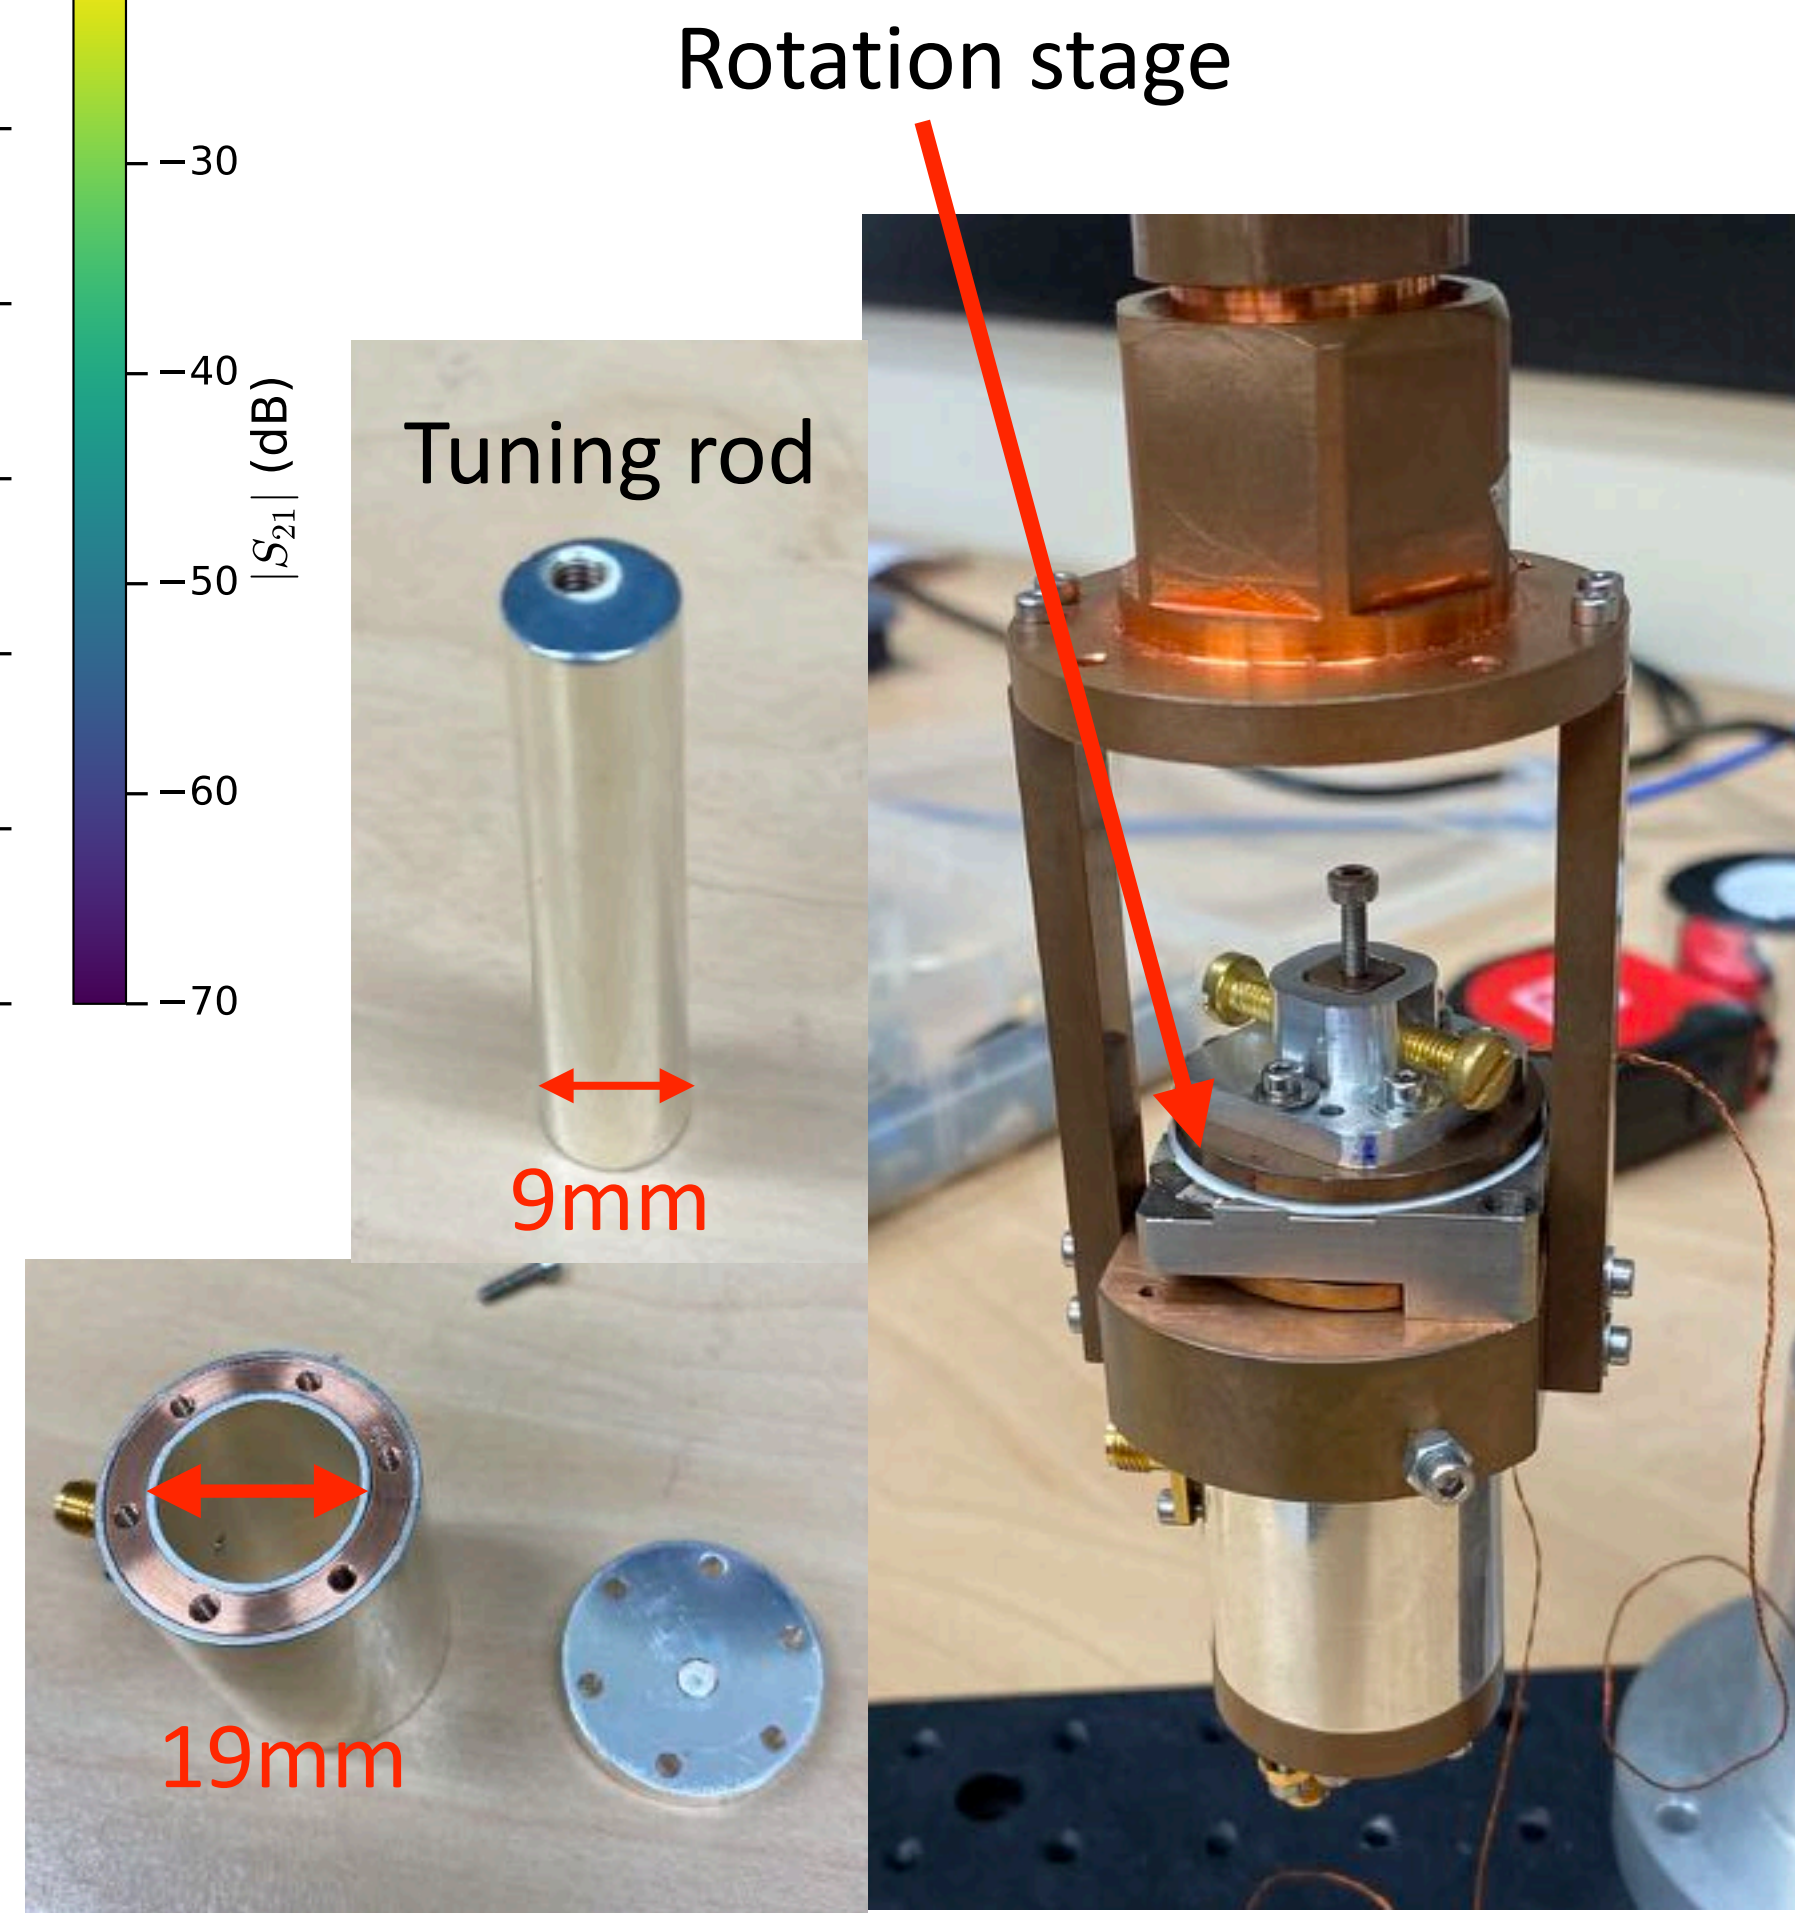 Rotation stage
−30
−40
−50
−60
−70
|S21| (dB)
Tuning rod
9mm
19mm